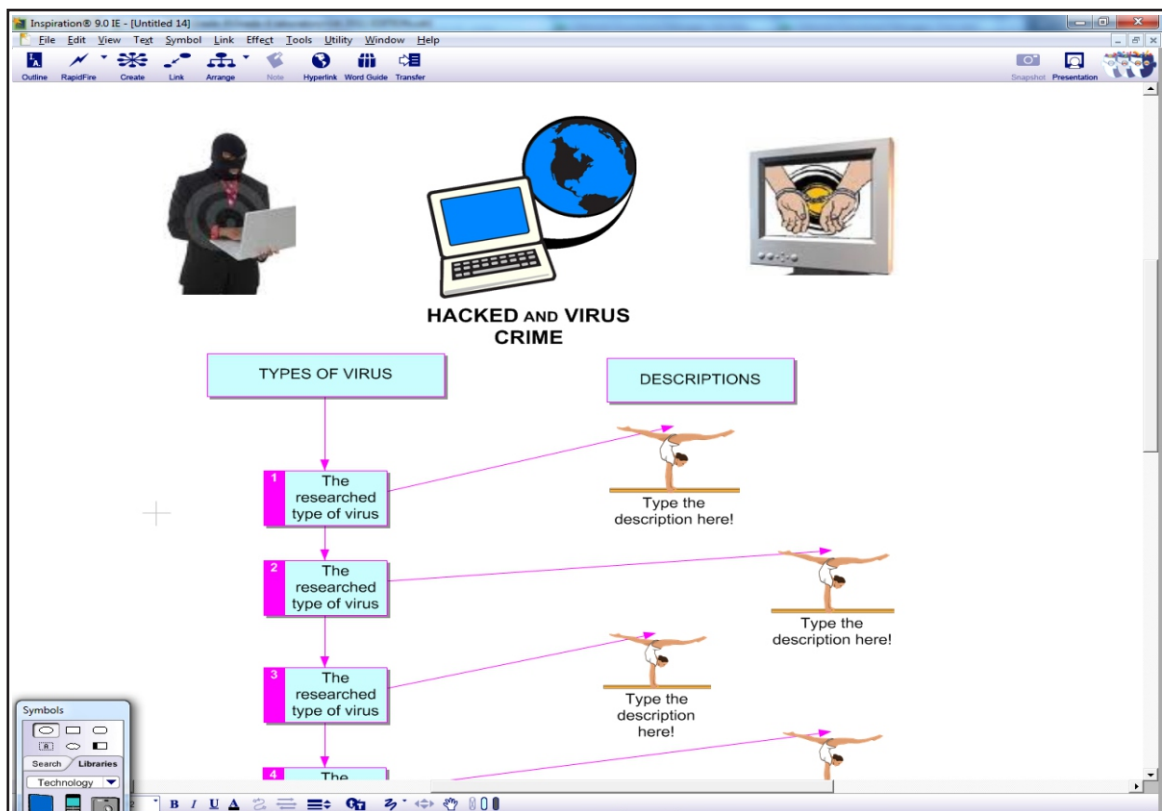 Inspiration® 9.0 IE - [Untitled 14]
File Edit View Text Symbol Link Effect Tools Utility Window Help
Outline RapidFire Create Link Arrange Note Hyperlink Word Guide Transfer Snapshot Presentation
HACKED AND VIRUS
CRIME
TYPES OF VIRUS
DESCRIPTIONS
1 The
researched
type of virus
Type the
description here!
2 The
researched
type of virus
Type the
description here!
3 The
researched
type of virus
Type the
description
here!
4 The
Symbols
Search Libraries
Technology
B I U A